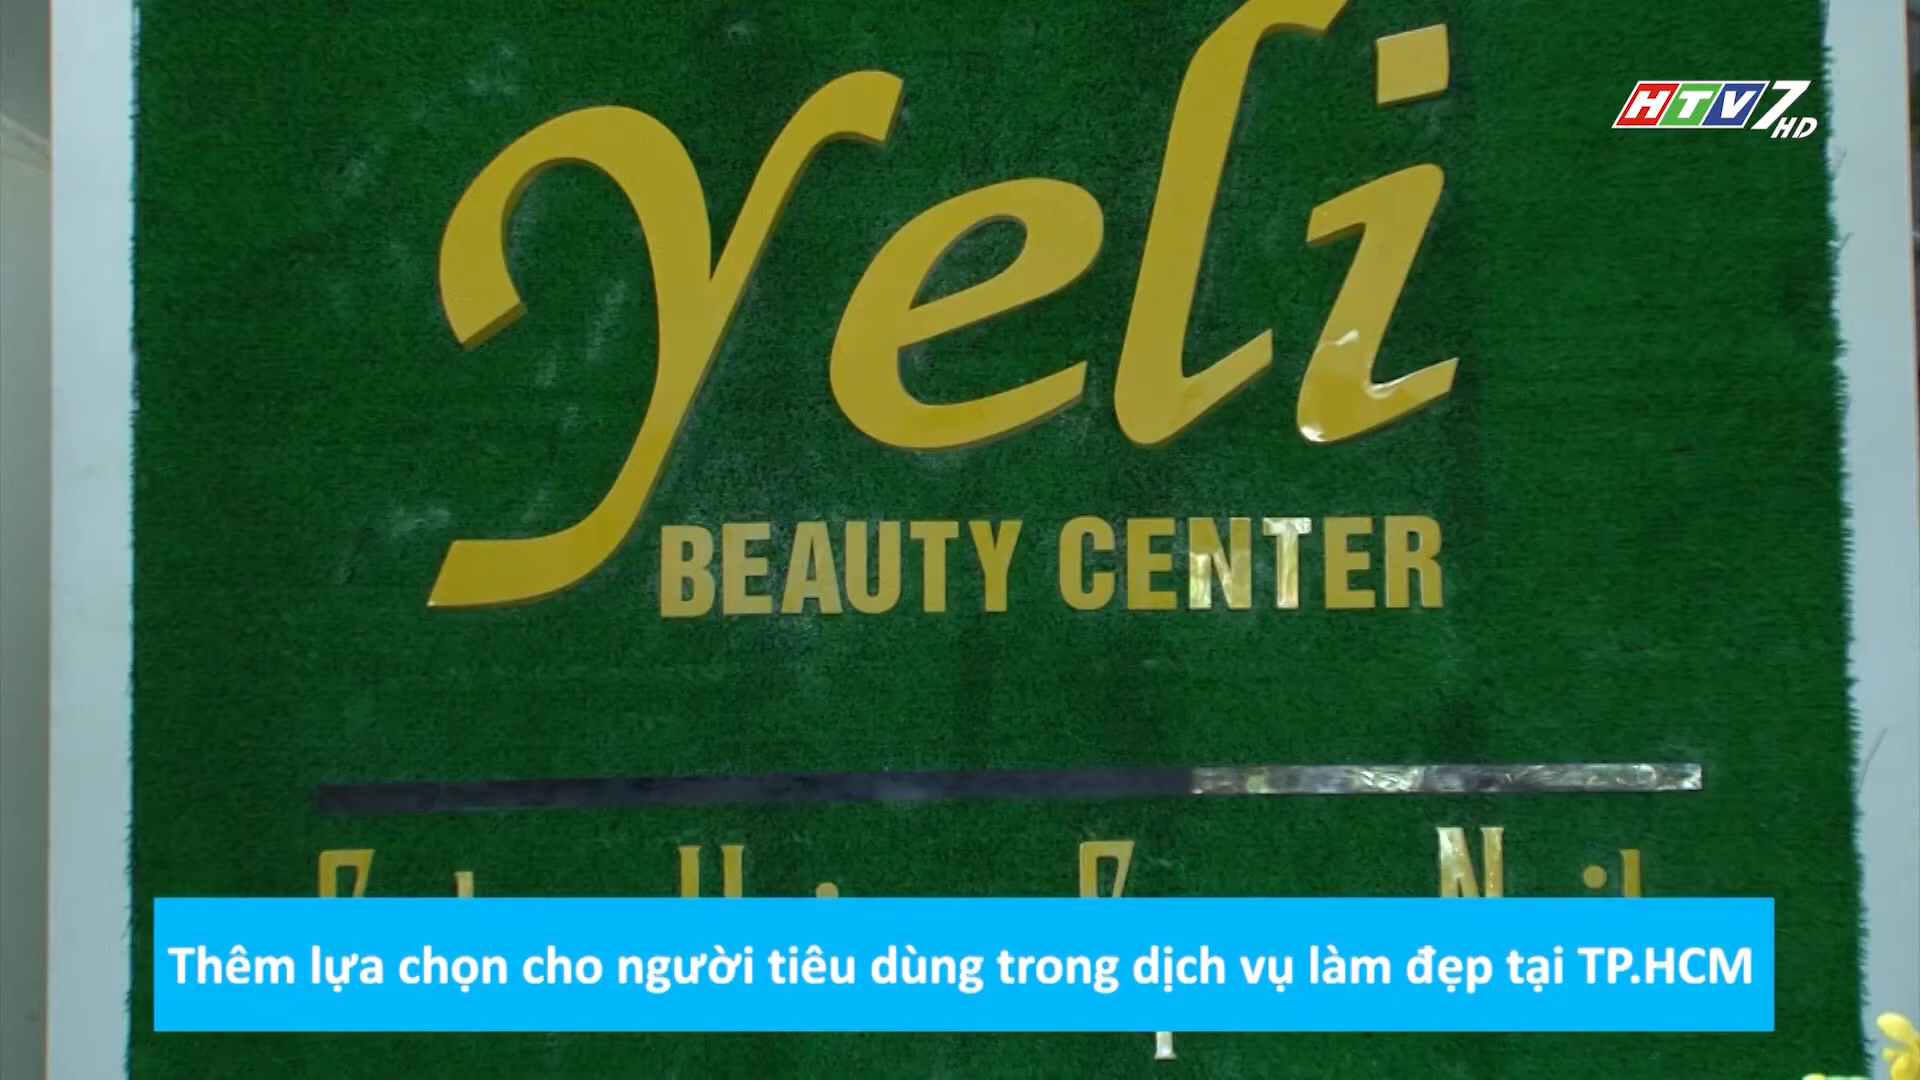 HTV7
HD
Yeli
BEAUTY CENTER
Thêm lựa chọn cho người tiêu dùng trong dịch vụ làm đẹp tại TP.HCM